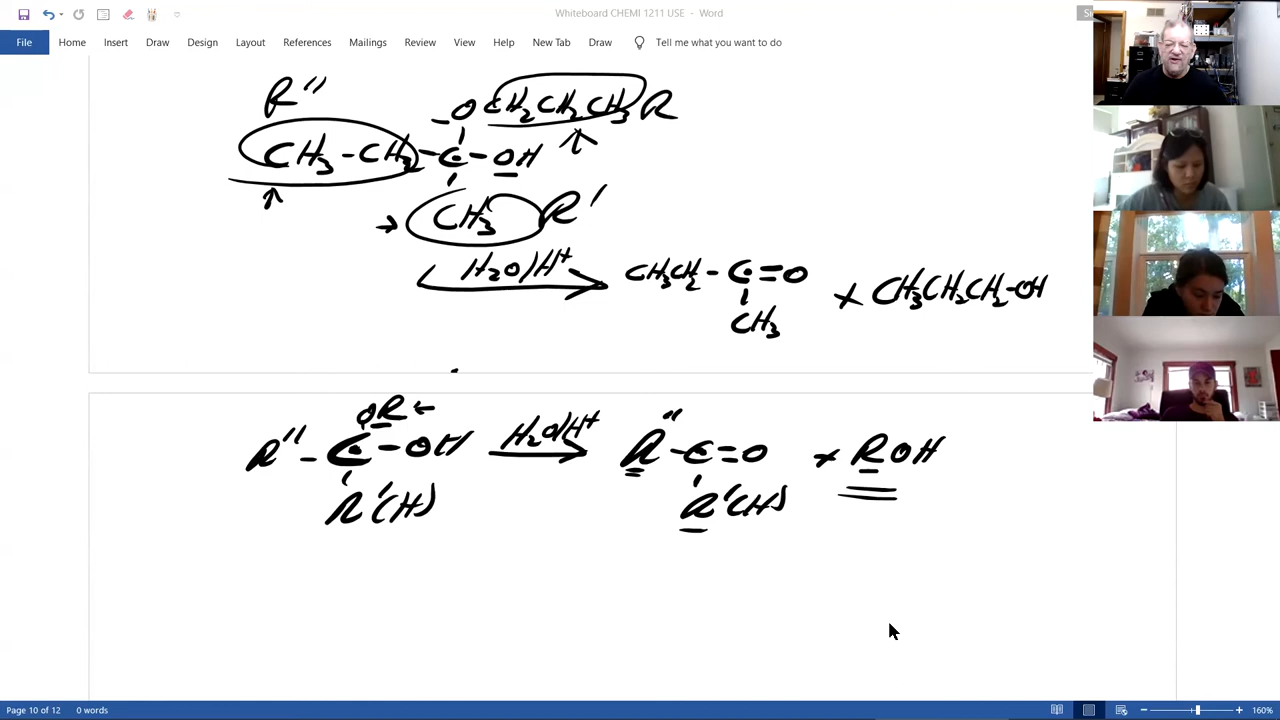 Whiteboard CHEMI 1211 USE - Word
Si
File Home Insert Draw Design Layout References Mailings Review View Help New Tab Draw Tell me what you want to do
R"
OCH₂CH₂CH₃ R
CH₃-CH₂-C-OH
CH₃ R'
H₂O/H⁺
CH₃CH₂-C=O + CH₃CH₂CH₂-OH
CH₃
OR
R"-C-OH H₂O/H⁺ R"-C=O + ROH
R'(H) R'(H)
Page 10 of 12 0 words 160%